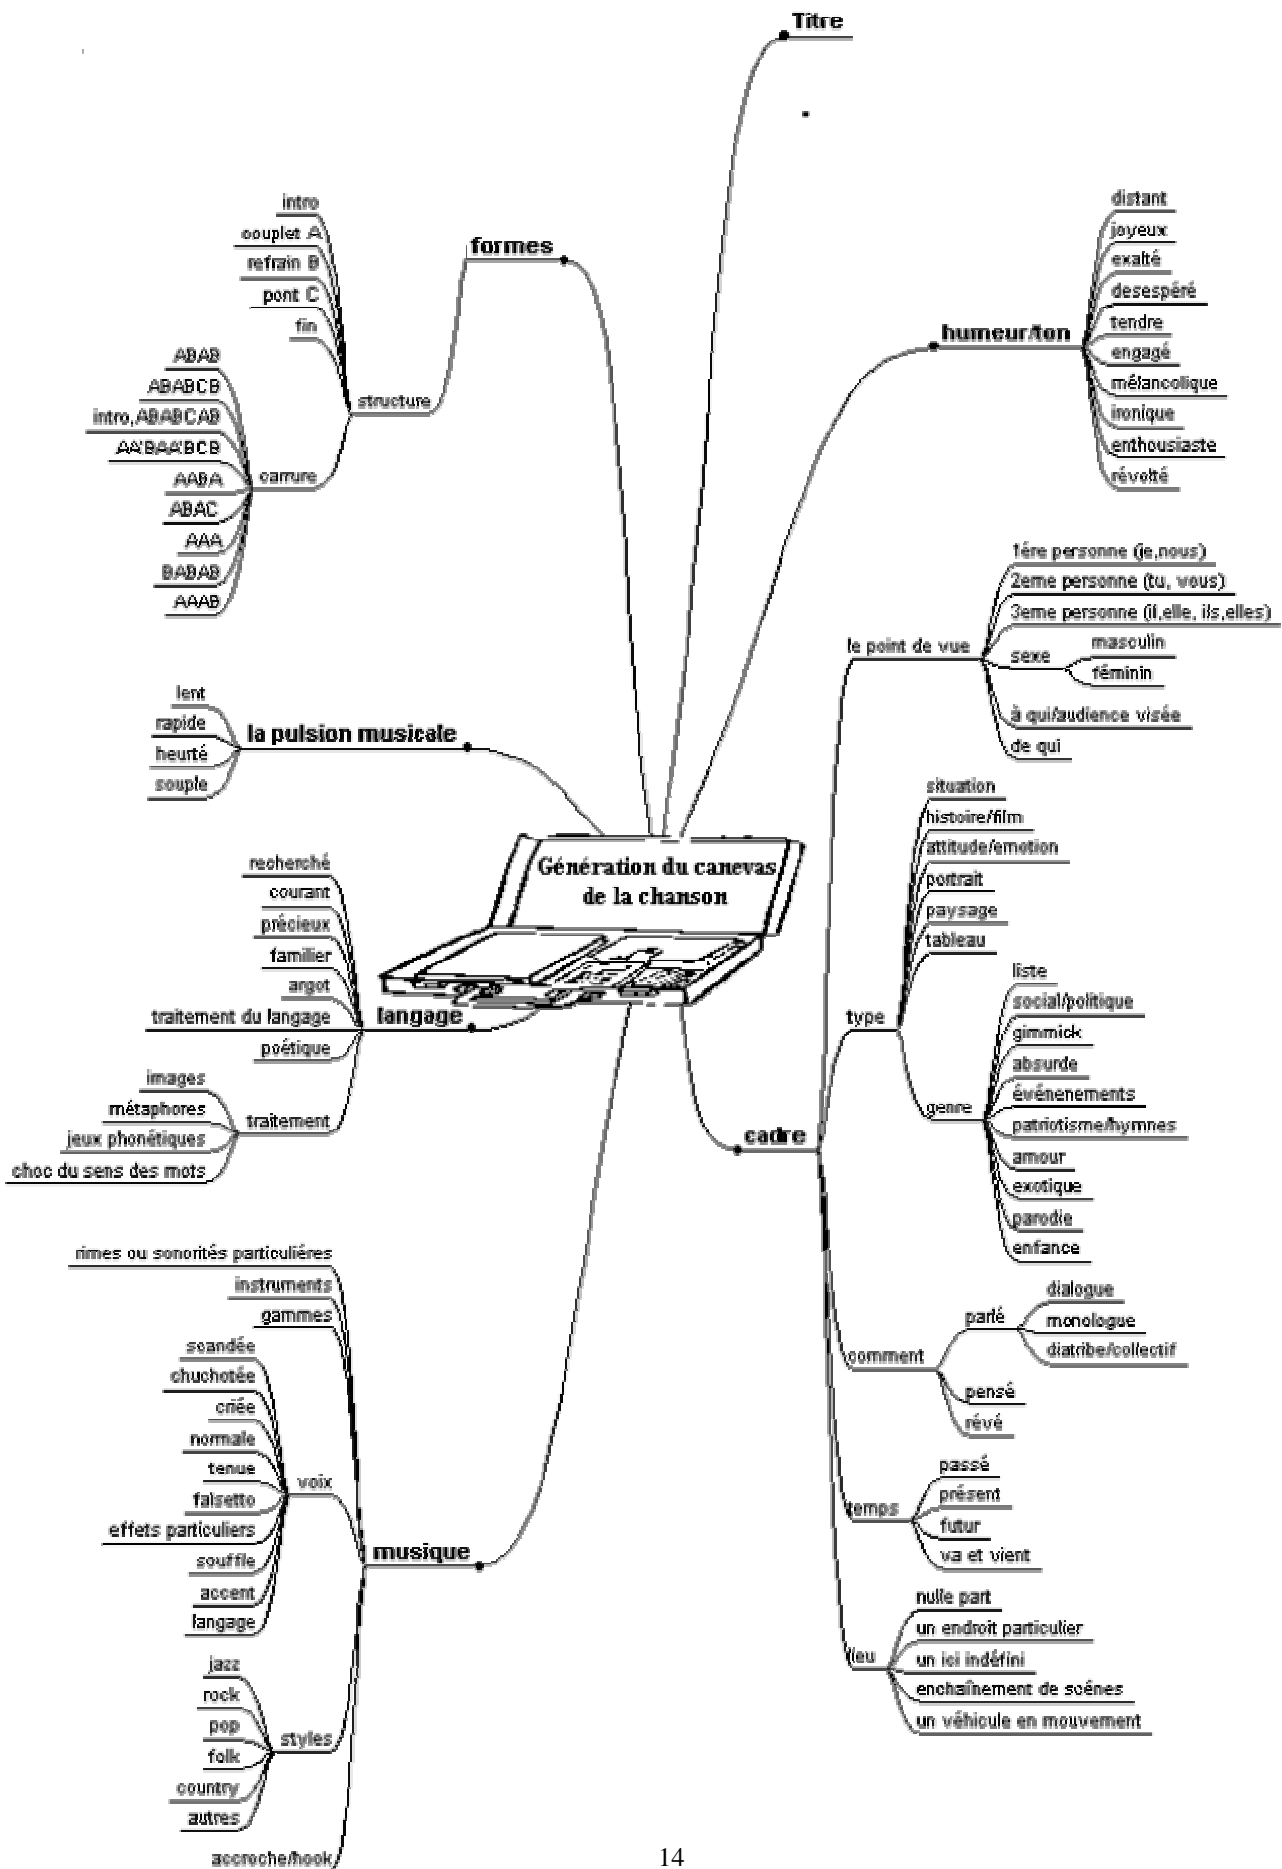 Titre
humeur/ton
distant
joyeux
exalté
desespéré
tendre
engagé
mélancolique
ironique
enthousiaste
révolté
formes
structure
intro
couplet A
refrain B
pont C
fin
carrure
ABAB
ABABCB
intro,ABABCAB
AA'BAA'BCB
AABA
ABAC
AAA
BABAB
AAAB
la pulsion musicale
lent
rapide
heurté
souple
Génération du canevas
de la chanson
langage
recherché
courant
précieux
familier
argot
traitement du langage
poétique
traitement
images
métaphores
jeux phonétiques
choc du sens des mots
cadre
le point de vue
1ére personne (je,nous)
2eme personne (tu, vous)
3eme personne (il,elle, ils,elles)
sexe
masculin
féminin
à qui/audience visée
de qui
type
situation
histoire/film
attitude/emotion
portrait
paysage
tableau
genre
liste
social/politique
gimmick
absurde
événenements
patriotisme/hymnes
amour
exotique
parodie
enfance
comment
parlé
dialogue
monologue
diatribe/collectif
pensé
révé
temps
passé
présent
futur
va et vient
lieu
nulle part
un endroit particulier
un ici indéfini
enchaînement de scénes
un véhicule en mouvement
musique
rimes ou sonorités particuliéres
instruments
gammes
voix
scandée
chuchotée
criée
normale
tenue
falsetto
effets particuliers
souffle
accent
langage
styles
jazz
rock
pop
folk
country
autres
accroche/hook
14